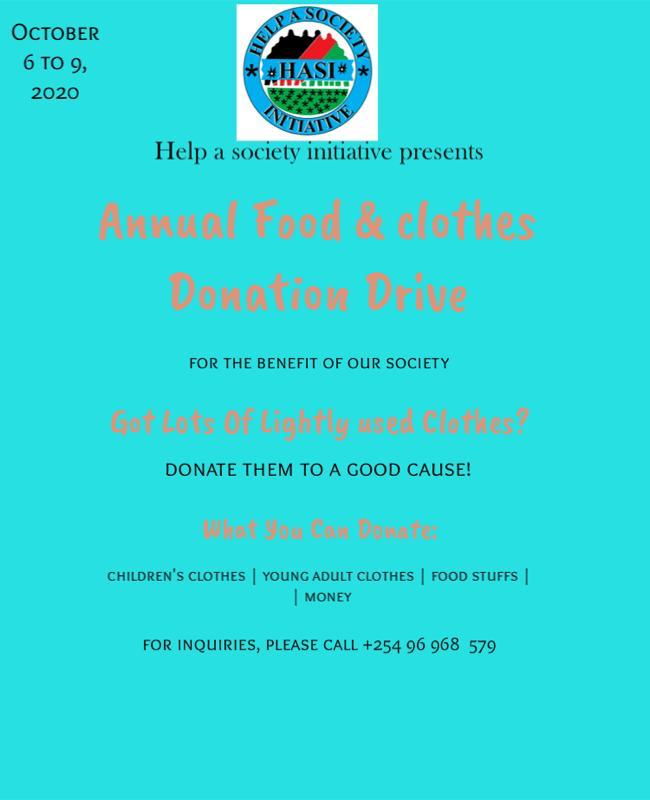 October
6 to 9,
2020
HELP A SOCIETY
HASI
INITIATIVE
Help a society initiative presents
Annual Food & clothes
Donation Drive
for the benefit of our society
Got Lots Of Lightly used Clothes?
donate them to a good cause!
What You Can Donate:
children's clothes | young adult clothes | food stuffs |
| money
for inquiries, please call +254 96 968 579